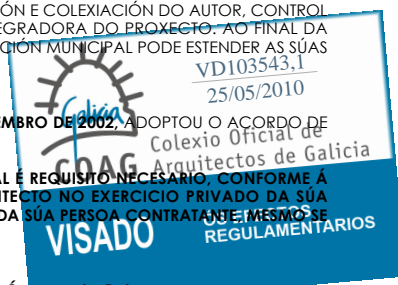 ÓN E COLEXIACIÓN DO AUTOR, CONTROL
EGRADORA DO PROXECTO. AO FINAL DA
CIÓN MUNICIPAL PODE ESTENDER AS SÚAS
VD103543,1
25/05/2010
EMBRO DE 2002, ADOPTOU O ACORDO DE
Galicia
Colexio Oficial de
COAG Arquitectos de Galicia
AL É REQUISITO NECESARIO, CONFORME Á
ITECTO NO EXERCICIO PRIVADO DA SÚA
DA SÚA PERSOA CONTRATANTE, MESMO SE
VISADO
EFECTOS
REGULAMENTARIOS